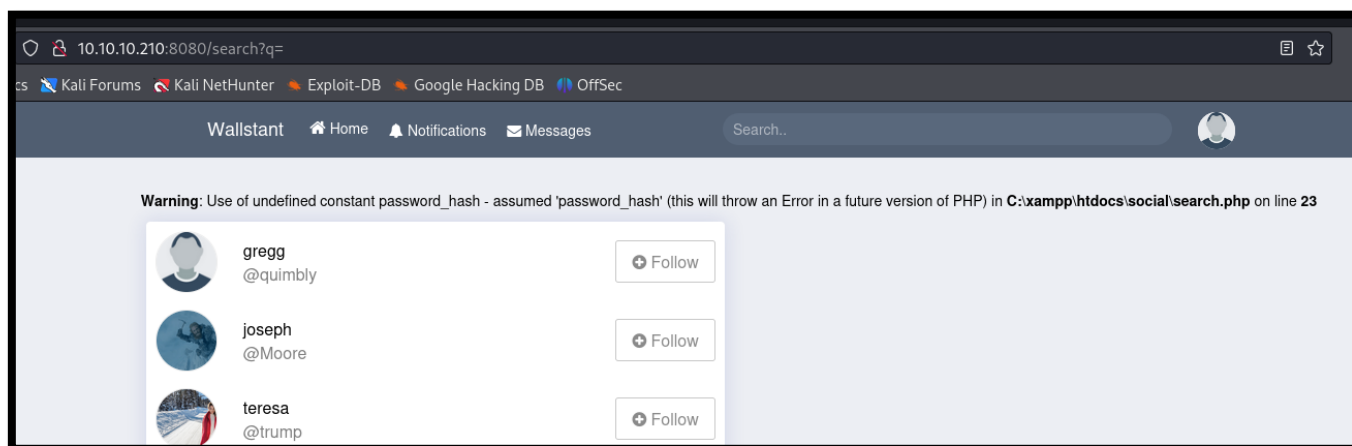 10.10.10.210:8080/search?q=
cs Kali Forums Kali NetHunter Exploit-DB Google Hacking DB OffSec
Wallstant Home Notifications Messages Search..
Warning: Use of undefined constant password_hash - assumed 'password_hash' (this will throw an Error in a future version of PHP) in C:\xampp\htdocs\social\search.php on line 23
gregg
@quimbly
Follow
joseph
@Moore
Follow
teresa
@trump
Follow